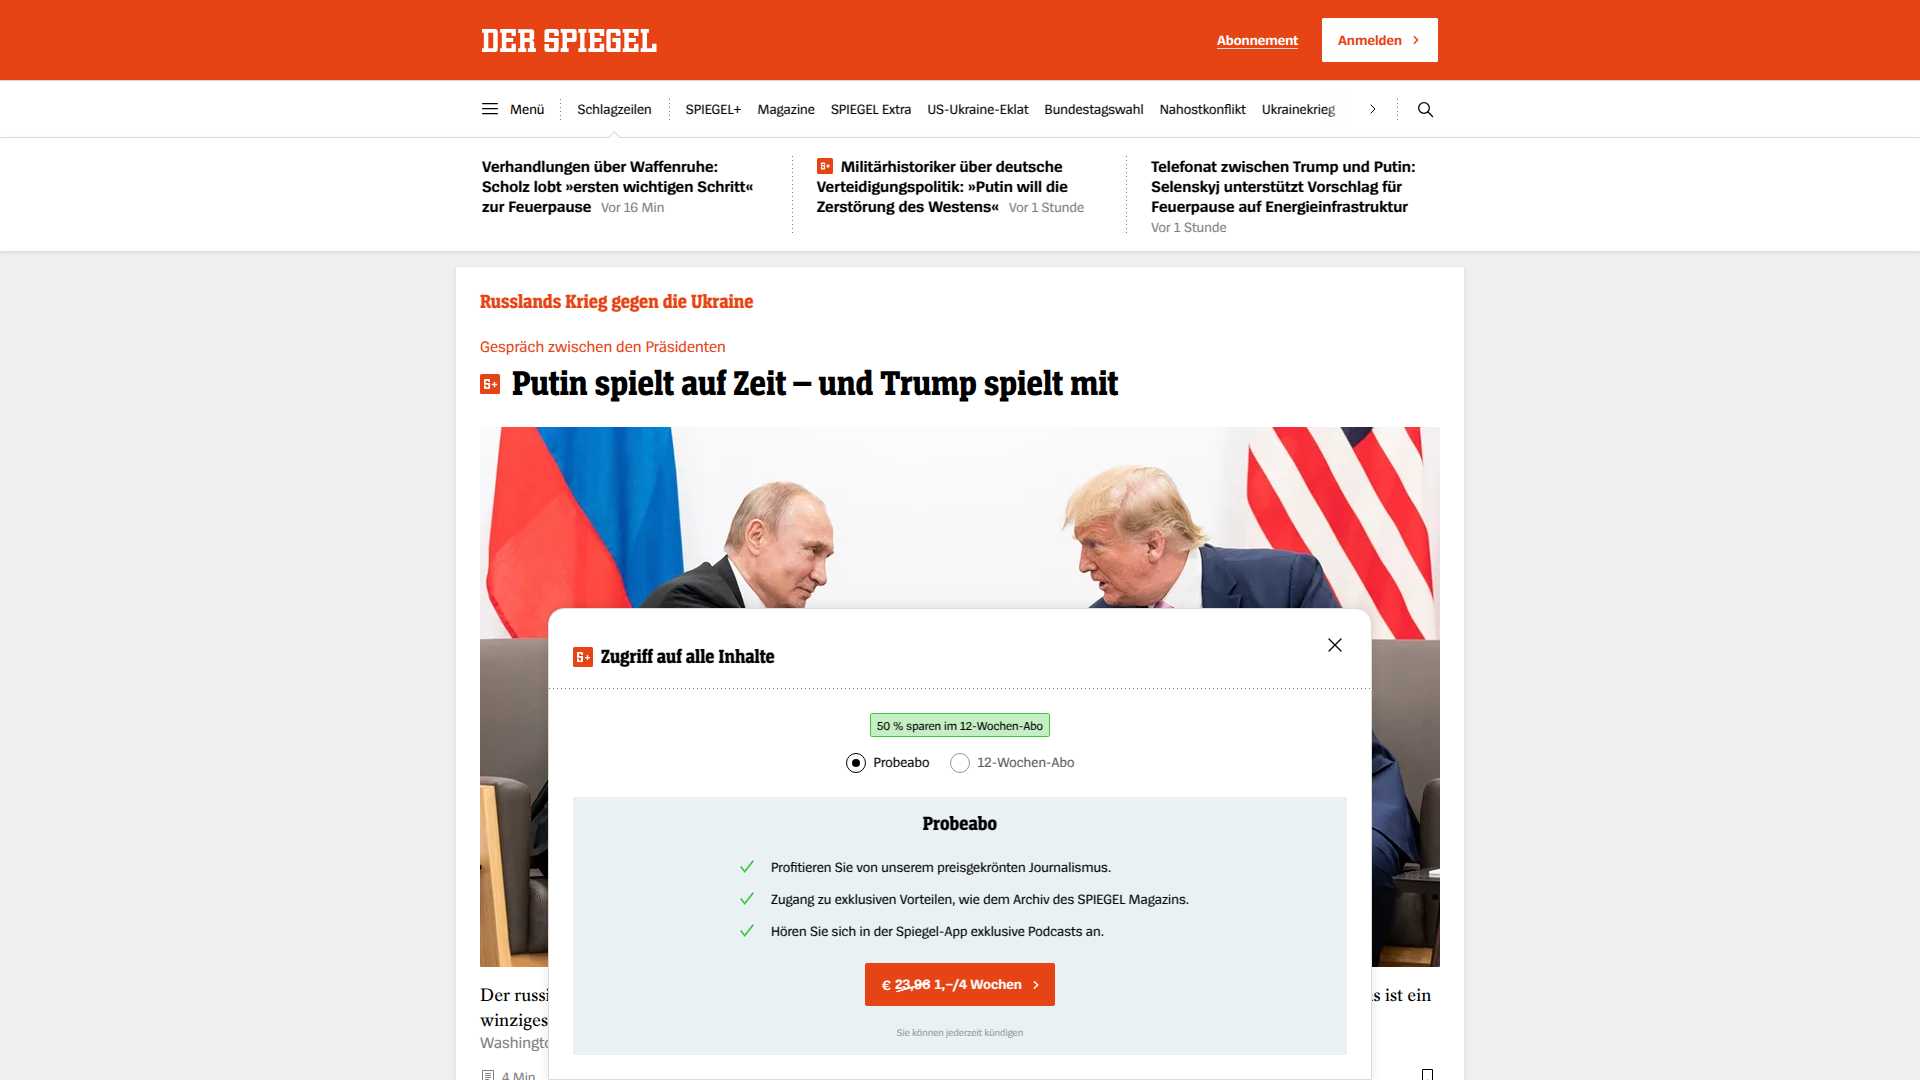 DER SPIEGEL
Abonnement
Anmelden
Menü
Schlagzeilen
SPIEGEL+
Magazine
SPIEGEL Extra
US-Ukraine-Eklat
Bundestagswahl
Nahostkonflikt
Ukrainekrieg
Verhandlungen über Waffenruhe:
Scholz lobt »ersten wichtigen Schritt«
zur Feuerpause Vor 16 Min
Militärhistoriker über deutsche
Verteidigungspolitik: »Putin will die
Zerstörung des Westens« Vor 1 Stunde
Telefonat zwischen Trump und Putin:
Selenskyj unterstützt Vorschlag für
Feuerpause auf Energieinfrastruktur
Vor 1 Stunde
Russlands Krieg gegen die Ukraine
Gespräch zwischen den Präsidenten
Putin spielt auf Zeit – und Trump spielt mit
Zugriff auf alle Inhalte
50 % sparen im 12-Wochen-Abo
Probeabo
12-Wochen-Abo
Probeabo
Profitieren Sie von unserem preisgekrönten Journalismus.
Zugang zu exklusiven Vorteilen, wie dem Archiv des SPIEGEL Magazins.
Hören Sie sich in der Spiegel-App exklusive Podcasts an.
€ 23,96 1,–/4 Wochen
Sie können jederzeit kündigen
Der
ist ein
winziges
4 Min